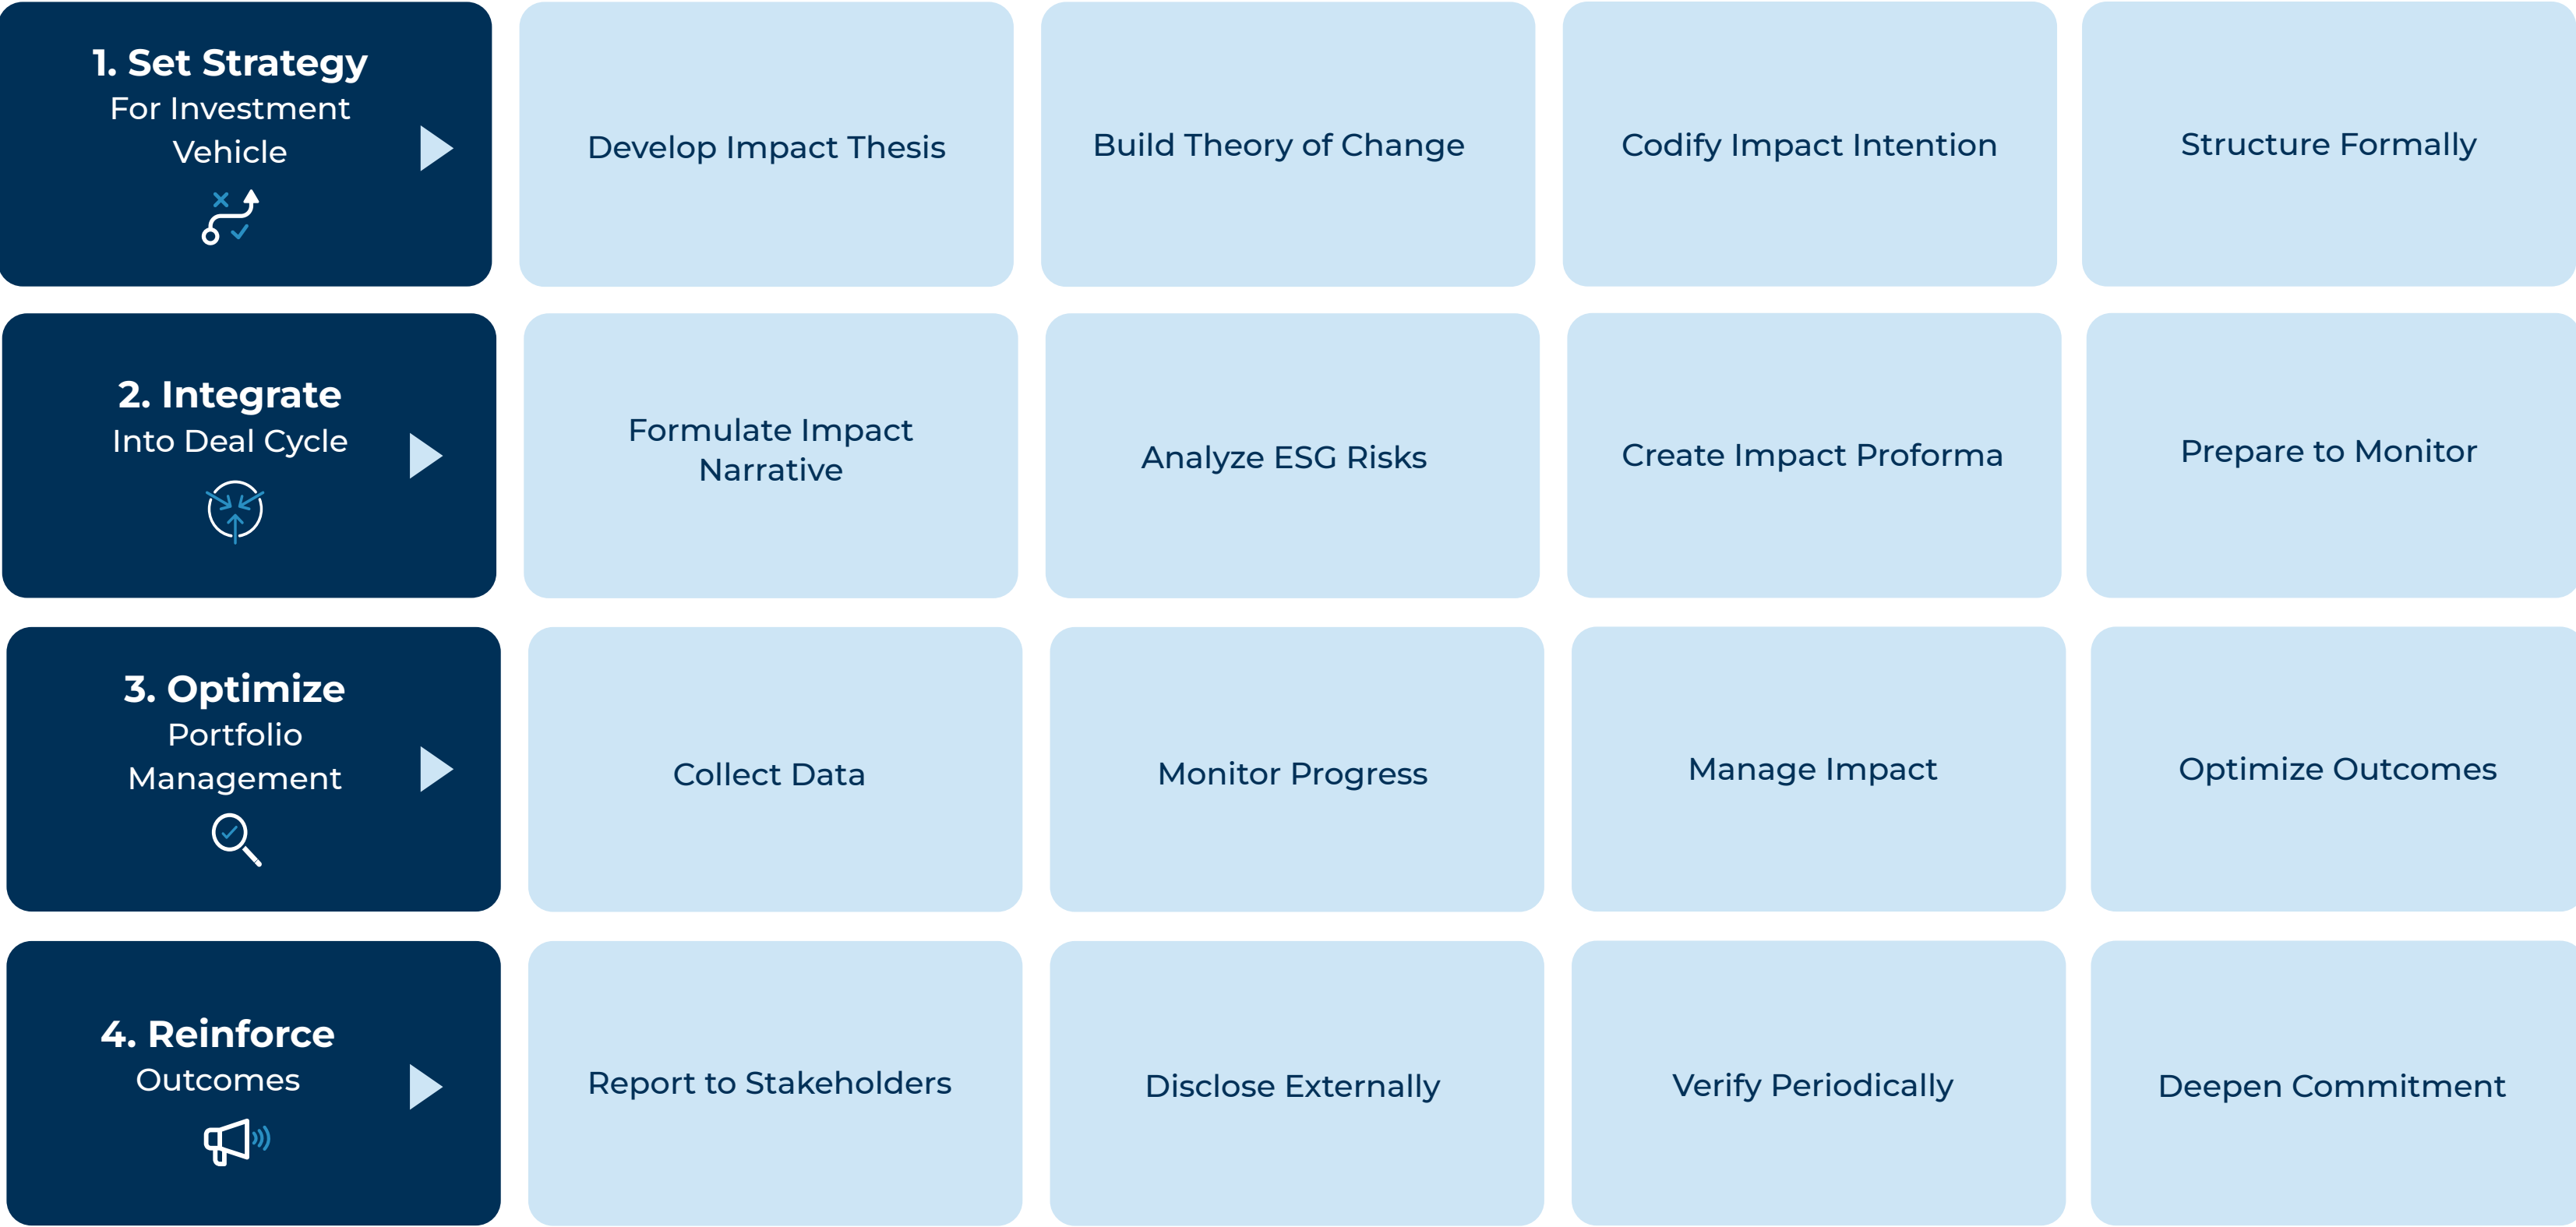 1. Set Strategy
For Investment
Vehicle
Develop Impact Thesis
Build Theory of Change
Codify Impact Intention
Structure Formally
2. Integrate
Into Deal Cycle
Formulate Impact
Narrative
Analyze ESG Risks
Create Impact Proforma
Prepare to Monitor
3. Optimize
Portfolio
Management
Collect Data
Monitor Progress
Manage Impact
Optimize Outcomes
4. Reinforce
Outcomes
Report to Stakeholders
Disclose Externally
Verify Periodically
Deepen Commitment